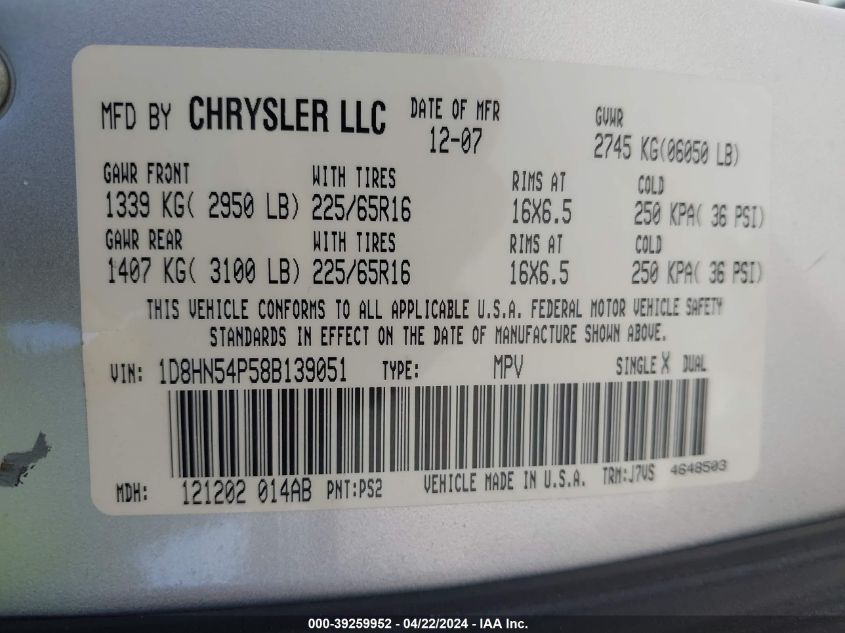 MFD BY CHRYSLER LLC DATE OF MFR GVWR
12-07 2745 KG(06050 LB)
GAWR FRONT WITH TIRES RIMS AT COLD
1339 KG( 2950 LB) 225/65R16 16X6.5 250 KPA( 36 PSI)
GAWR REAR WITH TIRES RIMS AT COLD
1407 KG( 3100 LB) 225/65R16 16X6.5 250 KPA( 36 PSI)
THIS VEHICLE CONFORMS TO ALL APPLICABLE U.S.A. FEDERAL MOTOR VEHICLE SAFETY
STANDARDS IN EFFECT ON THE DATE OF MANUFACTURE SHOWN ABOVE.
VIN: 1D8HN54P58B139051 TYPE: MPV SINGLE X DUAL
MDH: 121202 014AB PNT:PS2 VEHICLE MADE IN U.S.A. TRM:J7VS 4648503
000-39259952 - 04/22/2024 - IAA Inc.